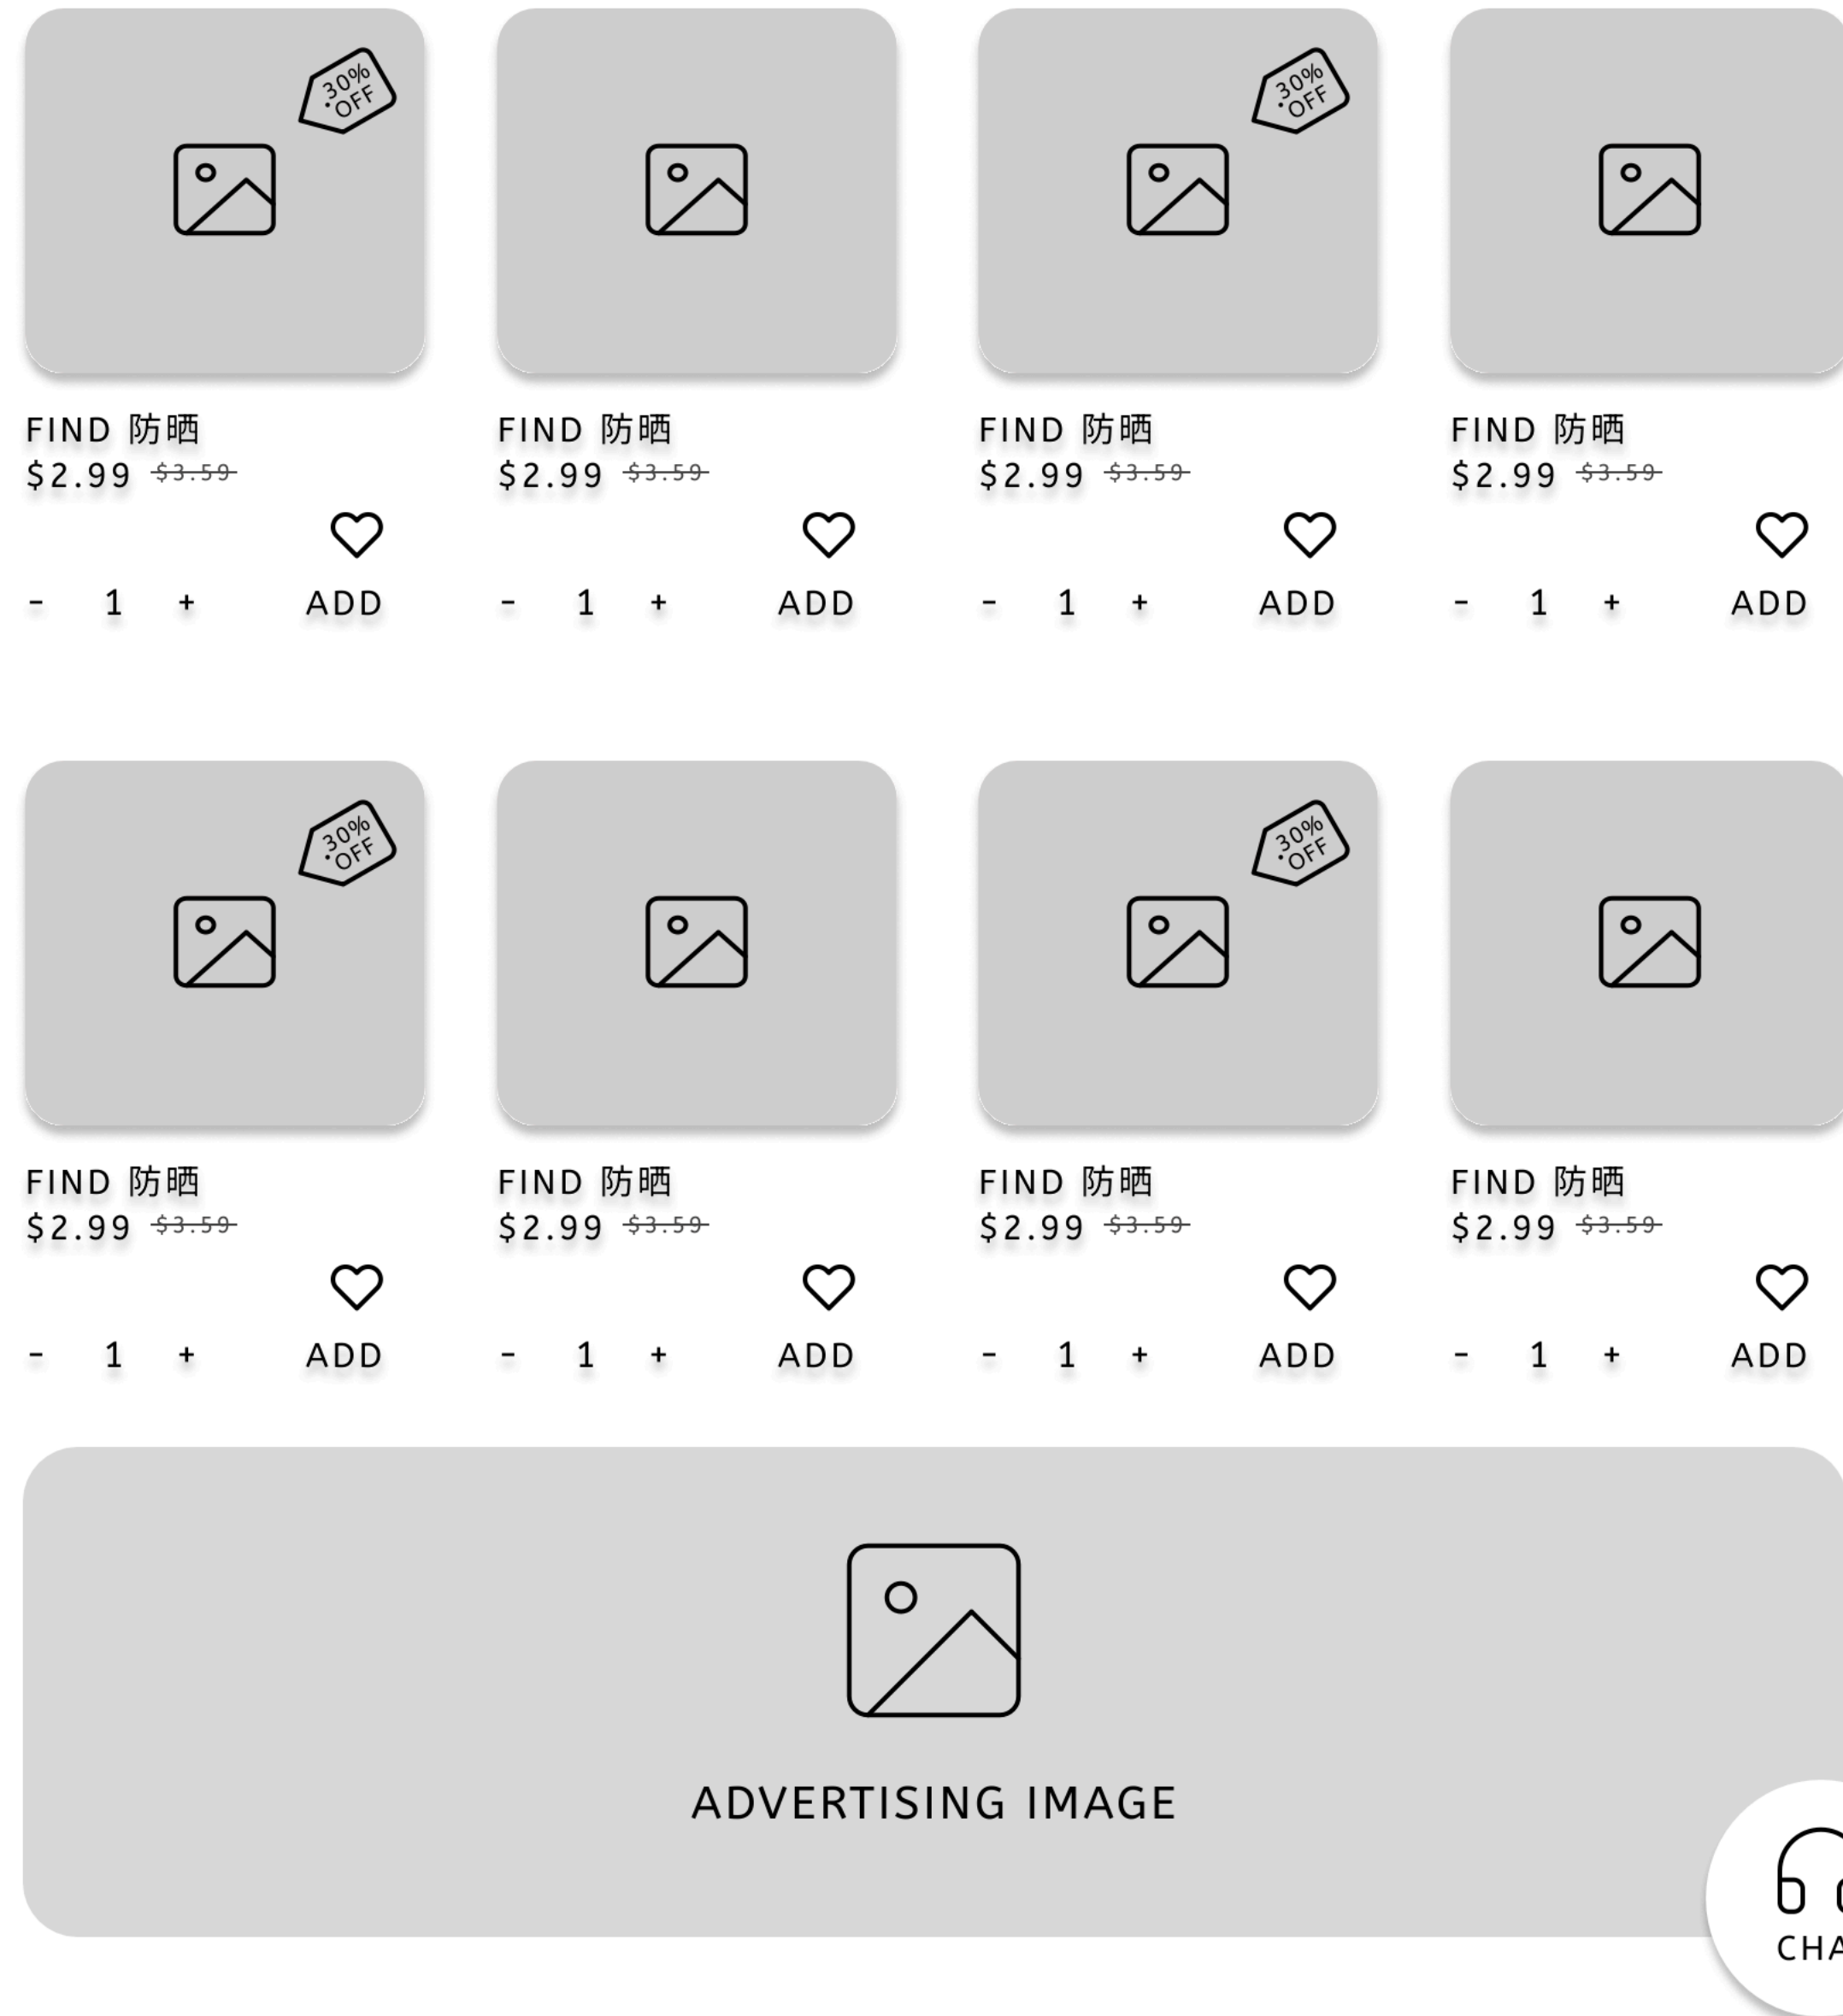 30%
OFF
30%
OFF
FIND 防晒
FIND 防晒
FIND 防晒
FIND 防晒
$2.99 $3.59
$2.99 $3.59
$2.99 $3.59
$2.99 $3.59
- 1 + ADD
- 1 + ADD
- 1 + ADD
- 1 + ADD
30%
OFF
30%
OFF
FIND 防晒
FIND 防晒
FIND 防晒
FIND 防晒
$2.99 $3.59
$2.99 $3.59
$2.99 $3.59
$2.99 $3.59
- 1 + ADD
- 1 + ADD
- 1 + ADD
- 1 + ADD
ADVERTISING IMAGE